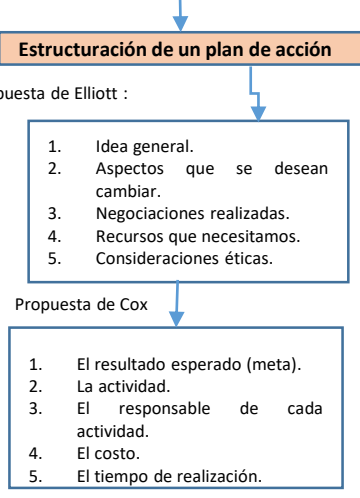 Estructuración de un plan de acción
puesta de Elliott :
1. Idea general.
2. Aspectos que se desean
cambiar.
3. Negociaciones realizadas.
4. Recursos que necesitamos.
5. Consideraciones éticas.
Propuesta de Cox
1. El resultado esperado (meta).
2. La actividad.
3. El responsable de cada
actividad.
4. El costo.
5. El tiempo de realización.